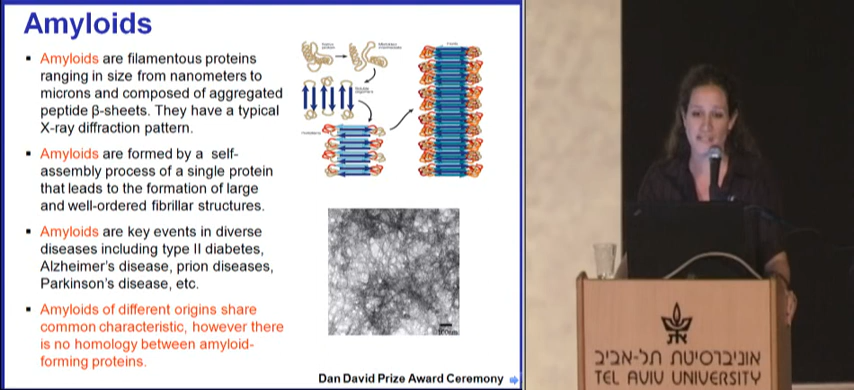 Amyloids
▪ Amyloids are filamentous proteins
ranging in size from nanometers to
microns and composed of aggregated
peptide β-sheets. They have a typical
X-ray diffraction pattern.
▪ Amyloids are formed by a self-
assembly process of a single protein
that leads to the formation of large
and well-ordered fibrillar structures.
▪ Amyloids are key events in diverse
diseases including type II diabetes,
Alzheimer's disease, prion diseases,
Parkinson's disease, etc.
▪ Amyloids of different origins share
common characteristic, however there
is no homology between amyloid-
forming proteins.
Dan David Prize Award Ceremony
אוניברסיטת תל-אביב
TEL AVIV UNIVERSITY